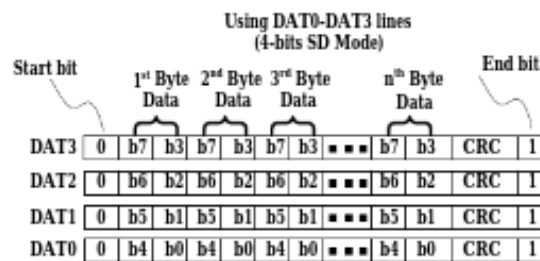 Using DAT0-DAT3 lines
(4-bits SD Mode)
Start bit
End bit
1st Byte Data
2nd Byte Data
3rd Byte Data
nth Byte Data
DAT3 0 b7 b3 b7 b3 b7 b3 ■ ■ ■ b7 b3 CRC 1
DAT2 0 b6 b2 b6 b2 b6 b2 ■ ■ ■ b6 b2 CRC 1
DAT1 0 b5 b1 b5 b1 b5 b1 ■ ■ ■ b5 b1 CRC 1
DAT0 0 b4 b0 b4 b0 b4 b0 ■ ■ ■ b4 b0 CRC 1